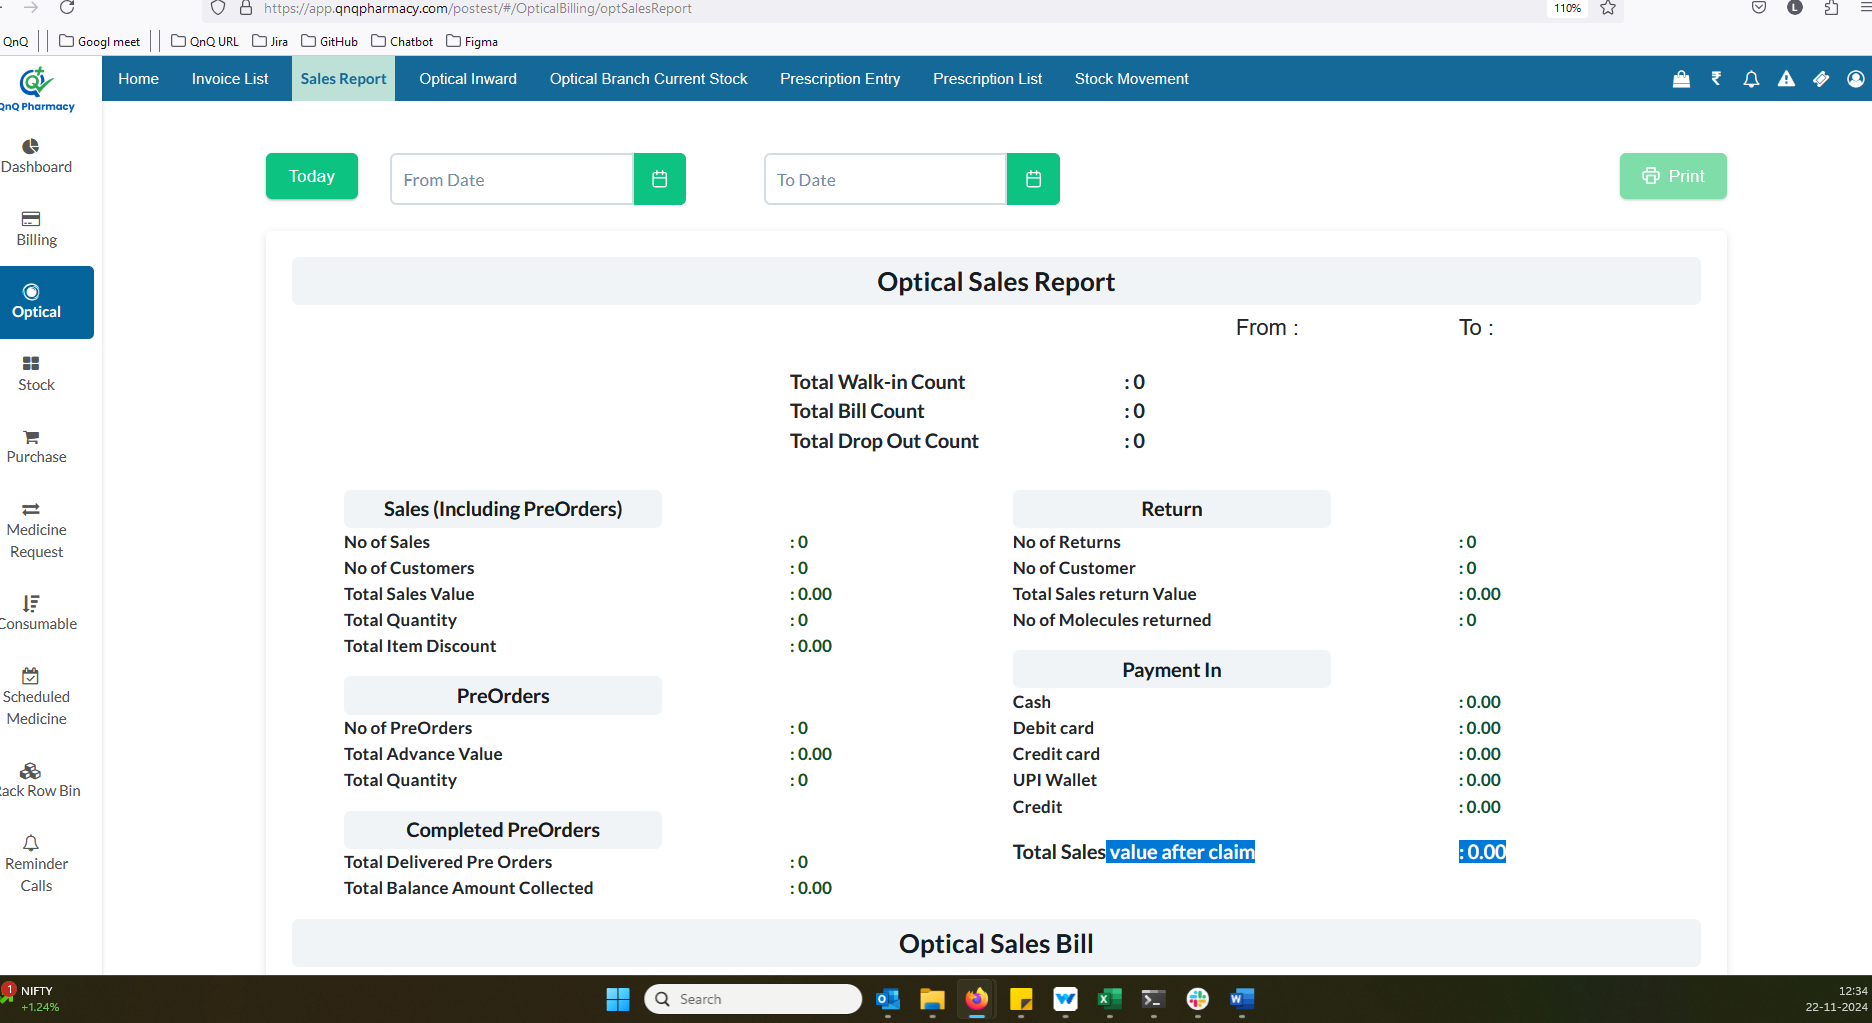 https://app.qnqpharmacy.com/postest/#/OpticalBilling/optSalesReport
110%
L
QnQ
Googl meet
QnQ URL
Jira
GitHub
Chatbot
Figma
QnQ Pharmacy
Home
Invoice List
Sales Report
Optical Inward
Optical Branch Current Stock
Prescription Entry
Prescription List
Stock Movement
Dashboard
Billing
Optical
Stock
Purchase
Medicine
Request
Consumable
Scheduled
Medicine
Rack Row Bin
Reminder
Calls
Today
From Date
To Date
Print
Optical Sales Report
From :
To :
Total Walk-in Count : 0
Total Bill Count : 0
Total Drop Out Count : 0
Sales (Including PreOrders)
No of Sales : 0
No of Customers : 0
Total Sales Value : 0.00
Total Quantity : 0
Total Item Discount : 0.00
PreOrders
No of PreOrders : 0
Total Advance Value : 0.00
Total Quantity : 0
Completed PreOrders
Total Delivered Pre Orders : 0
Total Balance Amount Collected : 0.00
Return
No of Returns : 0
No of Customer : 0
Total Sales return Value : 0.00
No of Molecules returned : 0
Payment In
Cash : 0.00
Debit card : 0.00
Credit card : 0.00
UPI Wallet : 0.00
Credit : 0.00
Total Sales value after claim : 0.00
Optical Sales Bill
1
NIFTY
+1.24%
Search
12:34
22-11-2024